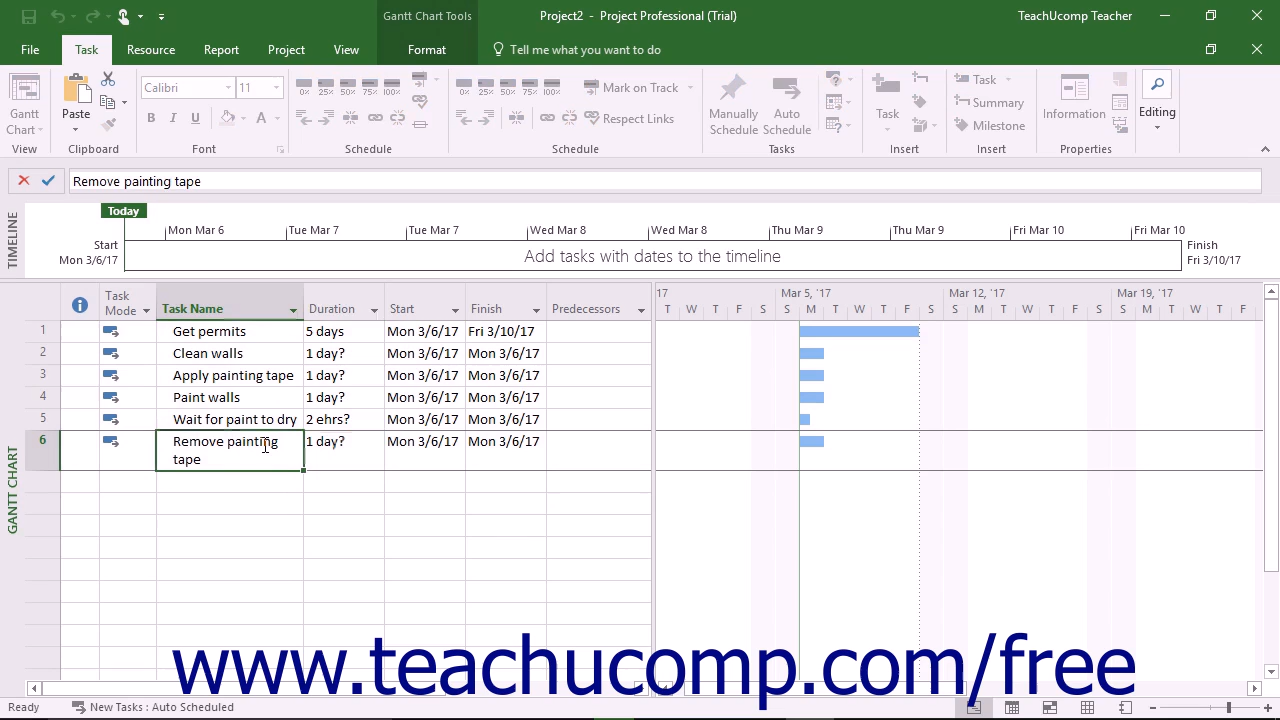 Gantt Chart Tools
Project2 - Project Professional (Trial)
TeachUcomp Teacher
File Task Resource Report Project View Format Tell me what you want to do
Gantt Chart
View
Paste
Clipboard
Calibri 11
B I U A
Font
0% 25% 50% 75% 100%
Schedule
0% 25% 50% 75% 100% Mark on Track
Respect Links
Schedule
Manually Schedule
Auto Schedule
Tasks
Task
Insert
Task
Summary
Milestone
Insert
Information
Properties
Editing
Remove painting tape
TIMELINE
Today
Mon Mar 6 Tue Mar 7 Tue Mar 7 Wed Mar 8 Wed Mar 8 Thu Mar 9 Thu Mar 9 Fri Mar 10 Fri Mar 10
Start
Mon 3/6/17
Add tasks with dates to the timeline
Finish
Fri 3/10/17
GANTT CHART
Task Mode Task Name Duration Start Finish Predecessors
17 Mar 5, '17 Mar 12, '17 Mar 19, '17
T W T F S S M T W T F S S M T W T F S S M T W T F
1 Get permits 5 days Mon 3/6/17 Fri 3/10/17
2 Clean walls 1 day? Mon 3/6/17 Mon 3/6/17
3 Apply painting tape 1 day? Mon 3/6/17 Mon 3/6/17
4 Paint walls 1 day? Mon 3/6/17 Mon 3/6/17
5 Wait for paint to dry 2 ehrs? Mon 3/6/17 Mon 3/6/17
6 Remove painting 1 day? Mon 3/6/17 Mon 3/6/17
tape
www.teachucomp.com/free
Ready New Tasks : Auto Scheduled